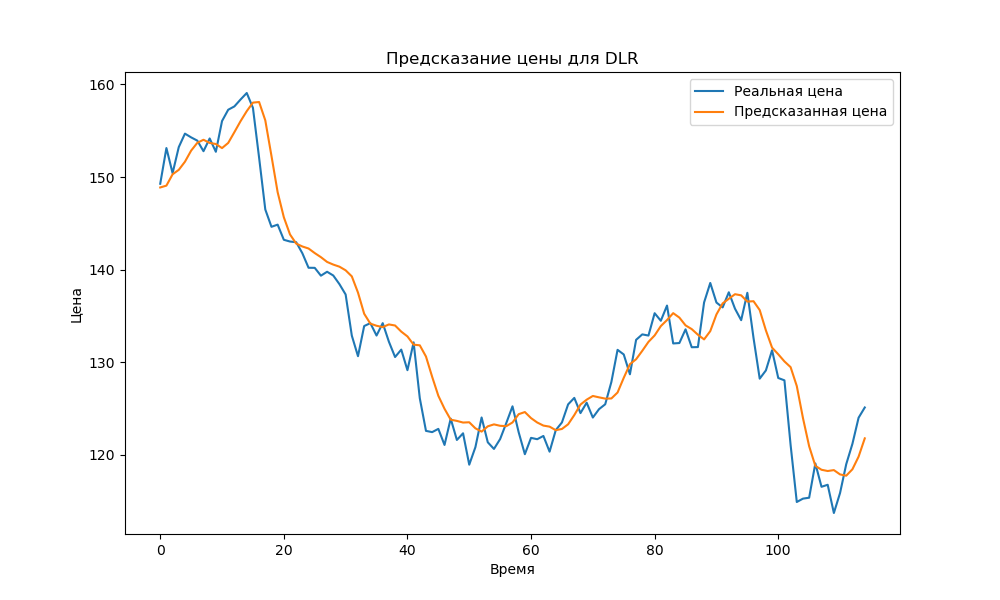 Предсказание цены для DLR
Реальная цена
Предсказанная цена
Цена
160
150
140
130
120
0 20 40 60 80 100
Время